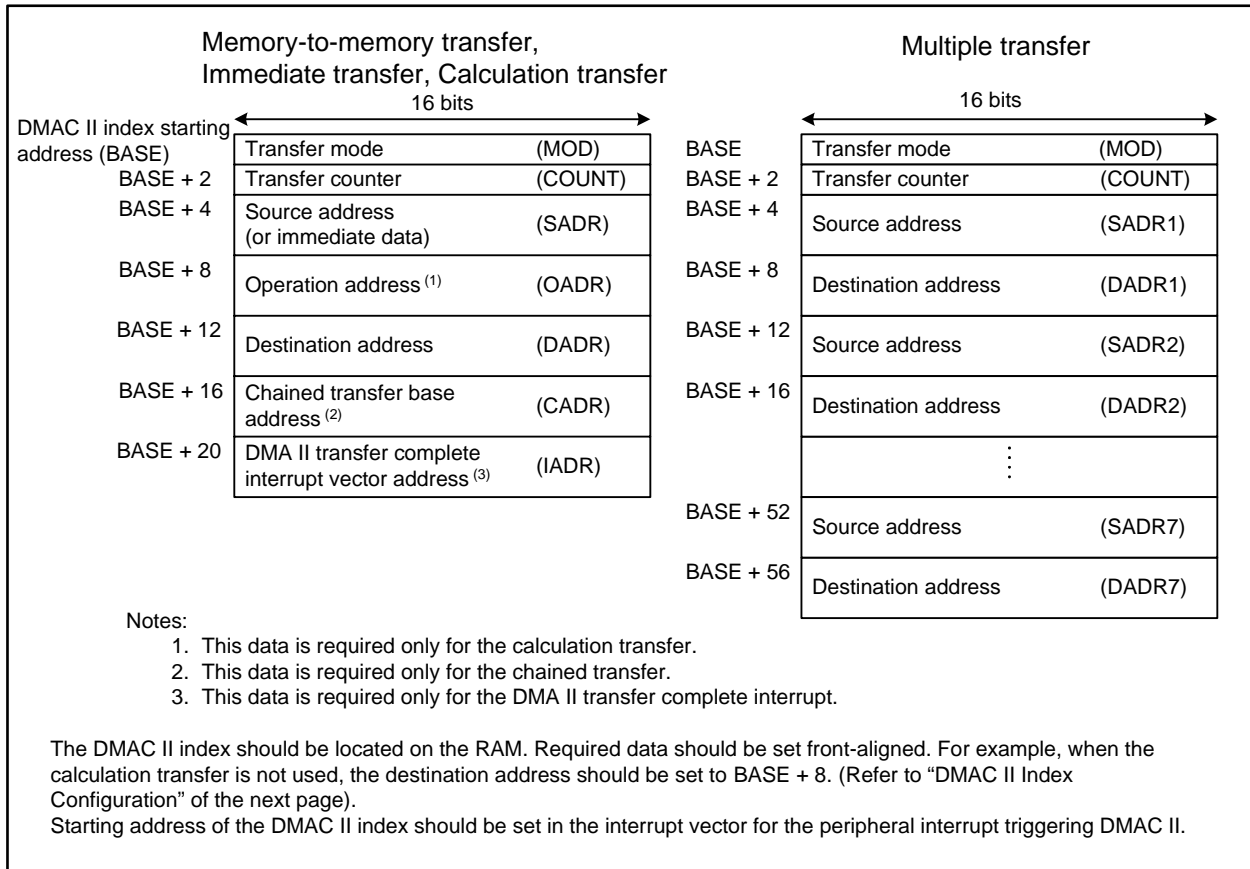 Memory-to-memory transfer,
Immediate transfer, Calculation transfer
16 bits
DMAC II index starting
address (BASE)
Transfer mode (MOD)
BASE + 2 Transfer counter (COUNT)
BASE + 4 Source address
(or immediate data) (SADR)
BASE + 8 Operation address (1) (OADR)
BASE + 12 Destination address (DADR)
BASE + 16 Chained transfer base
address (2) (CADR)
BASE + 20 DMA II transfer complete
interrupt vector address (3) (IADR)
Multiple transfer
16 bits
BASE Transfer mode (MOD)
BASE + 2 Transfer counter (COUNT)
BASE + 4 Source address (SADR1)
BASE + 8 Destination address (DADR1)
BASE + 12 Source address (SADR2)
BASE + 16 Destination address (DADR2)
BASE + 52 Source address (SADR7)
BASE + 56 Destination address (DADR7)
Notes:
1. This data is required only for the calculation transfer.
2. This data is required only for the chained transfer.
3. This data is required only for the DMA II transfer complete interrupt.
The DMAC II index should be located on the RAM. Required data should be set front-aligned. For example, when the
calculation transfer is not used, the destination address should be set to BASE + 8. (Refer to “DMAC II Index
Configuration” of the next page).
Starting address of the DMAC II index should be set in the interrupt vector for the peripheral interrupt triggering DMAC II.